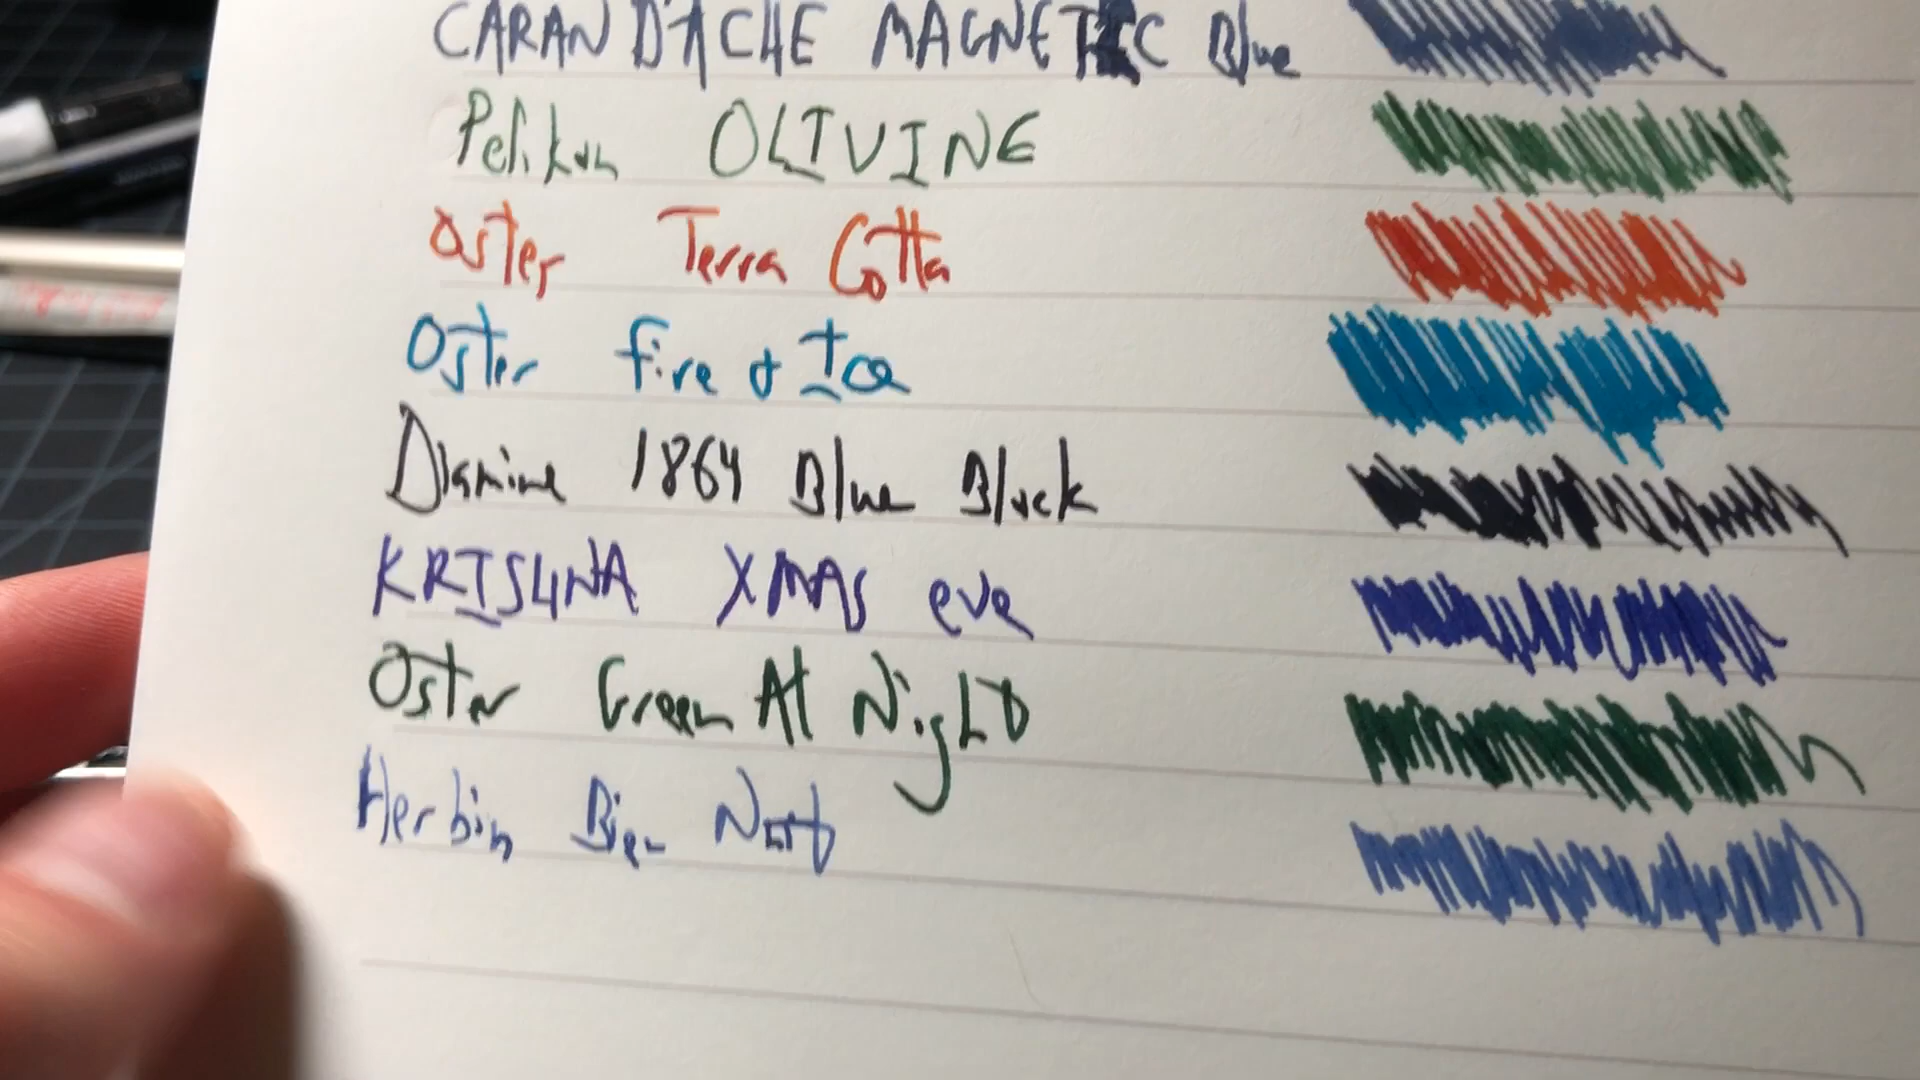 CARAN D'ACHE MAGNETIC Blue
Pelikan OLIVINE
Oster Terra Cotta
Oster Fire & Ice
Diamine 1864 Blue Black
KRISHNA XMAS eve
Oster Green At Night
Herbin Bleu